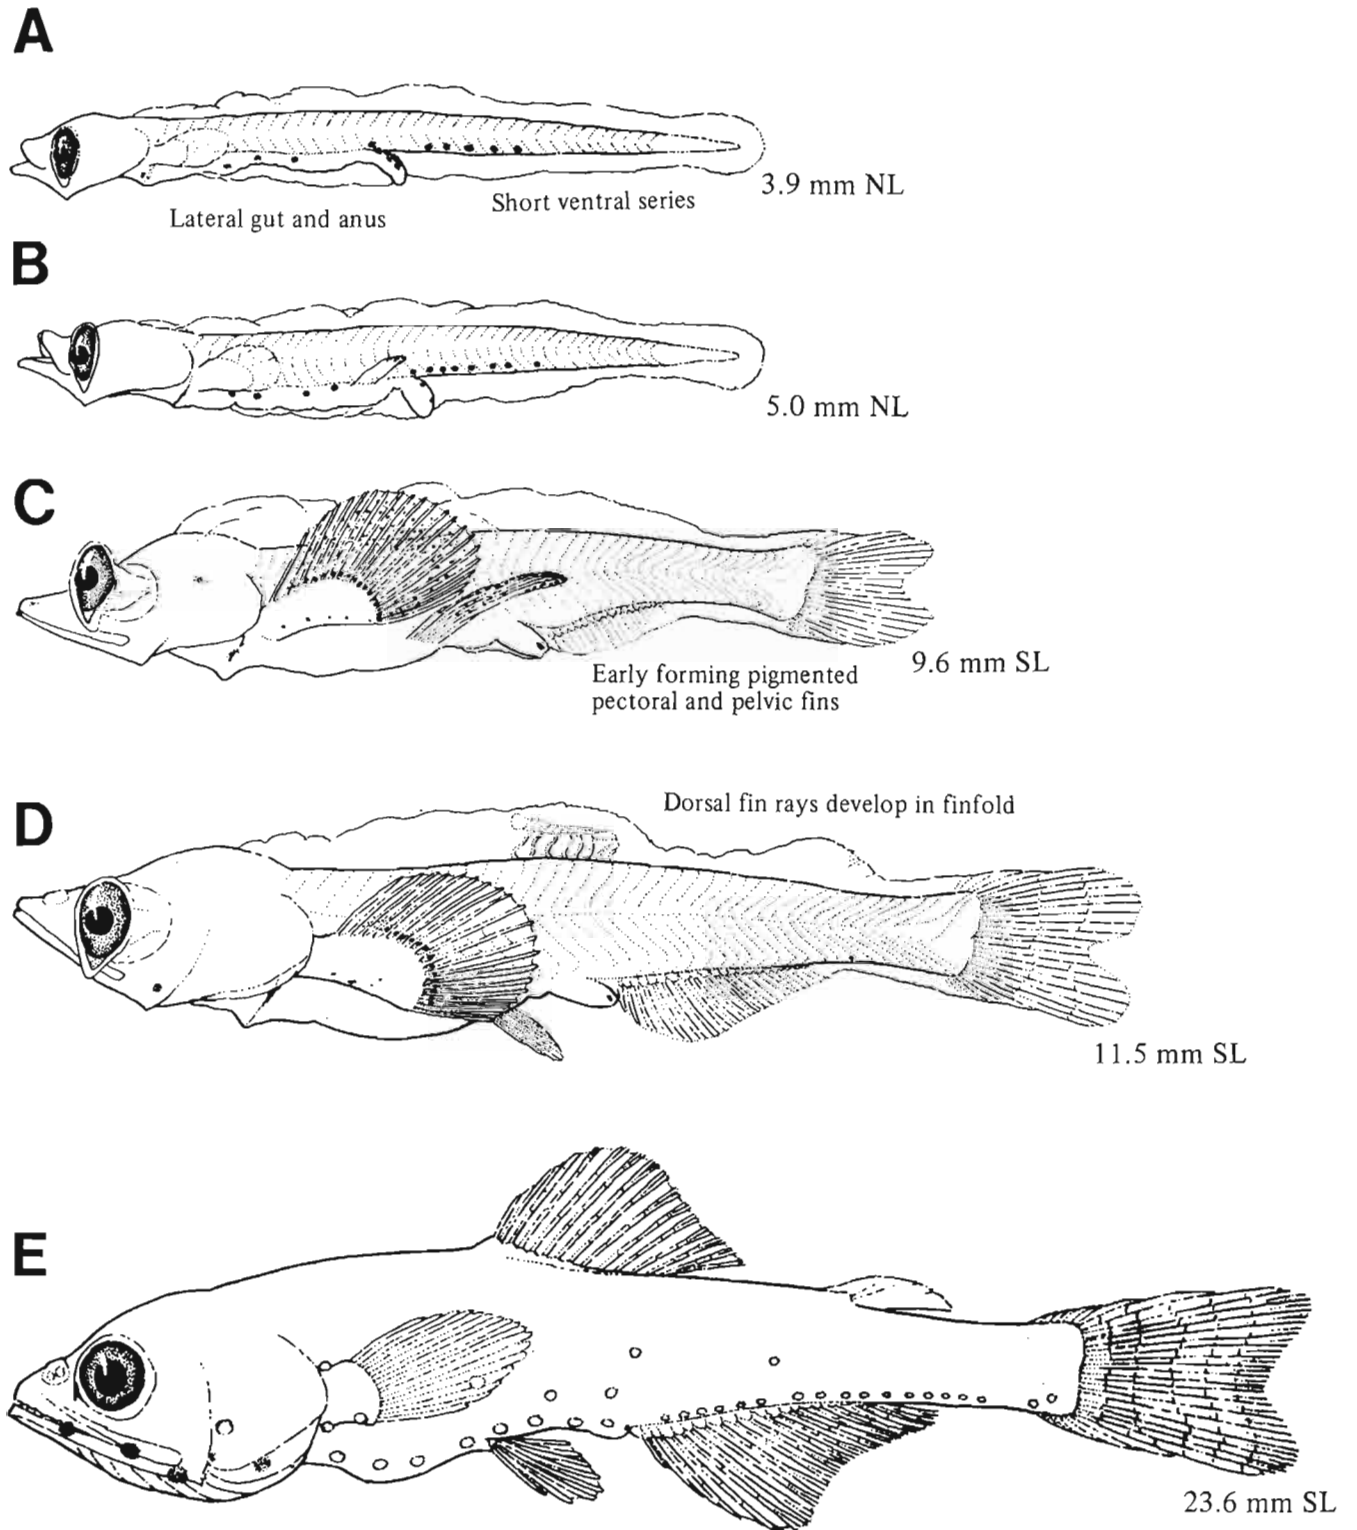 A
3.9 mm NL
Short ventral series
Lateral gut and anus
B
5.0 mm NL
C
9.6 mm SL
Early forming pigmented
pectoral and pelvic fins
D
Dorsal fin rays develop in finfold
11.5 mm SL
E
23.6 mm SL